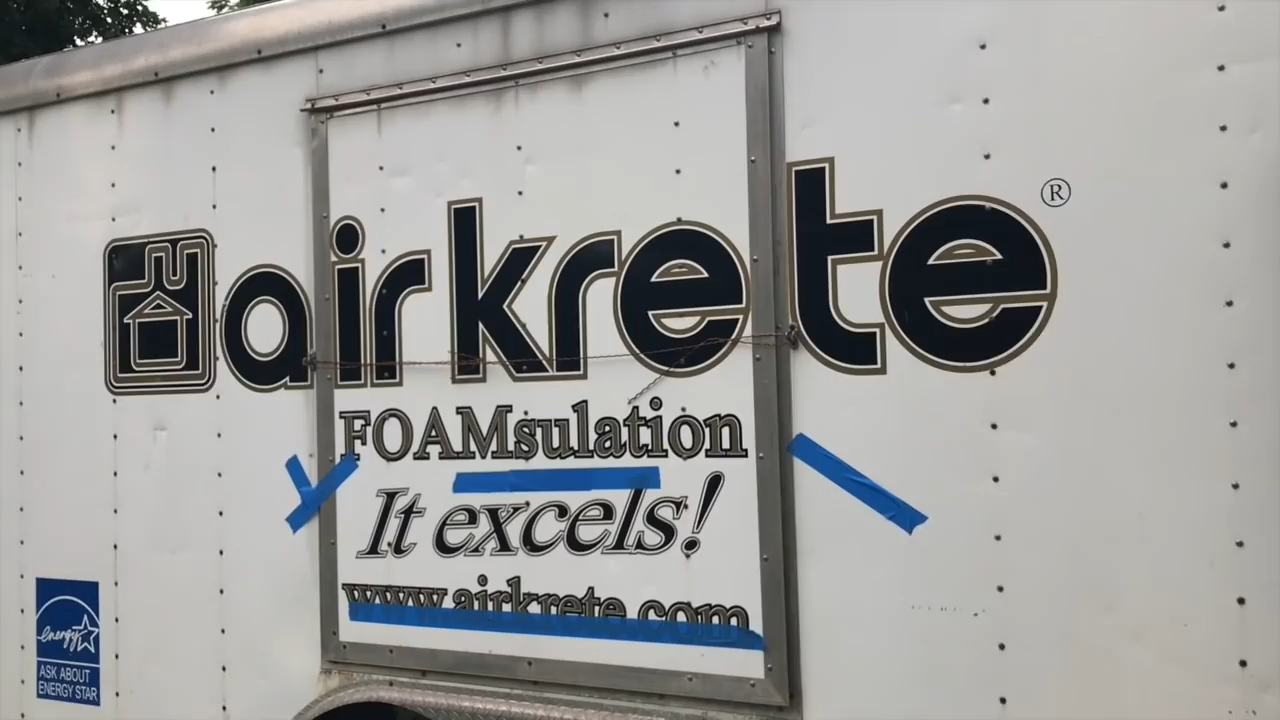 airkrete®
FOAMsulation
It excels!
www.airkrete.com
energy
ASK ABOUT
ENERGY STAR